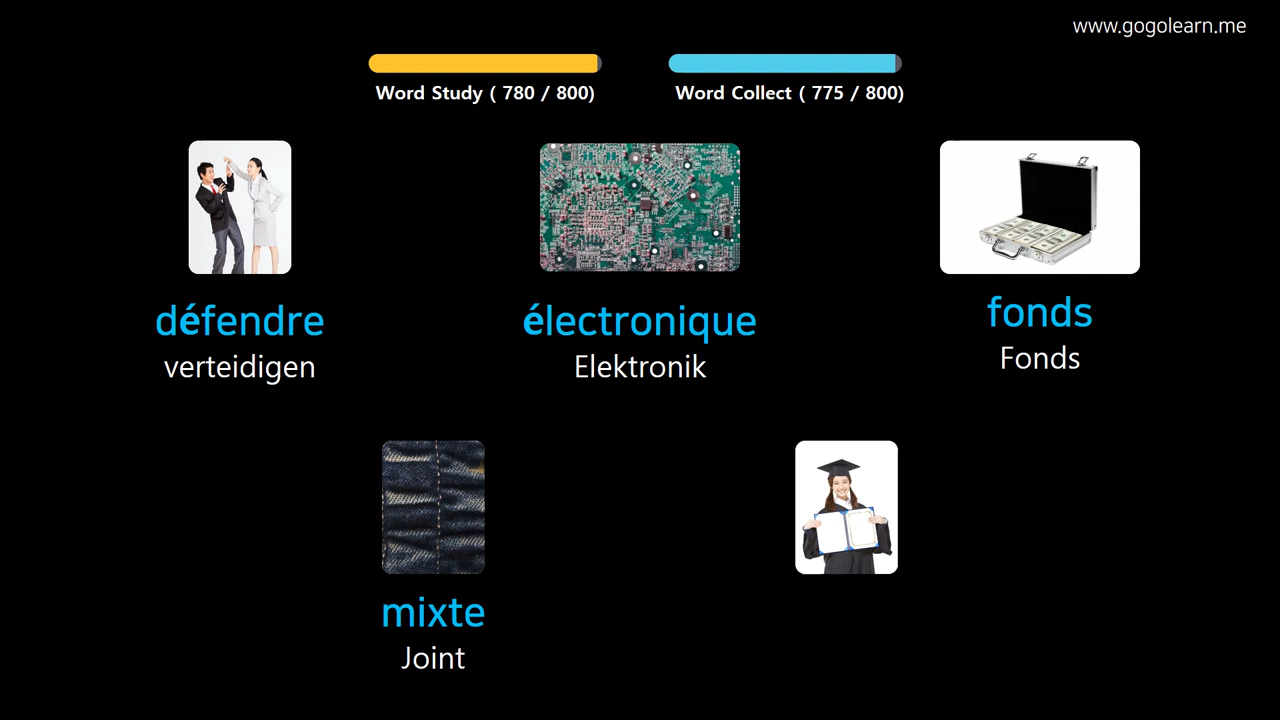 www.gogolearn.me
Word Study ( 780 / 800)
Word Collect ( 775 / 800)
défendre
verteidigen
électronique
Elektronik
fonds
Fonds
mixte
Joint